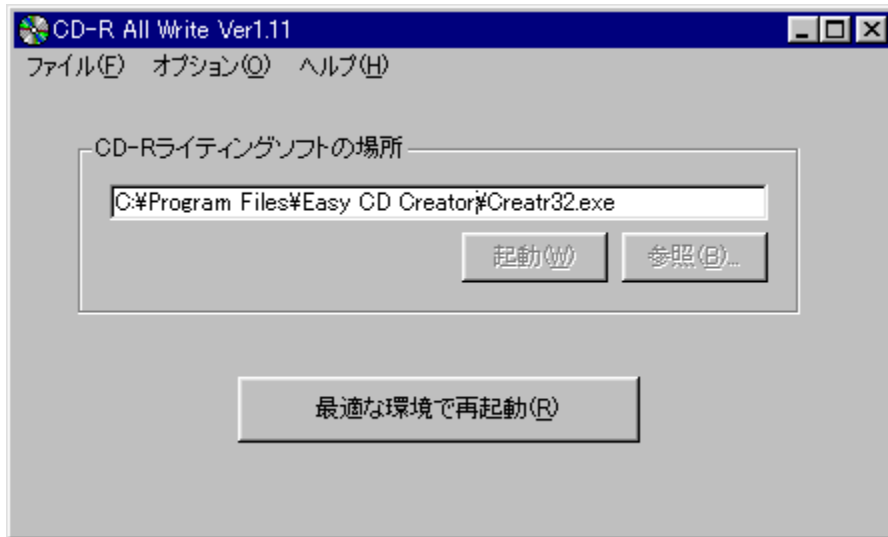 CD-R All Write Ver1.11
ファイル(F) オプション(O) ヘルプ(H)
CD-Rライティングソフトの場所
C:¥Program Files¥Easy CD Creator¥Creatr32.exe
起動(W) 参照(B)...
最適な環境で再起動(R)